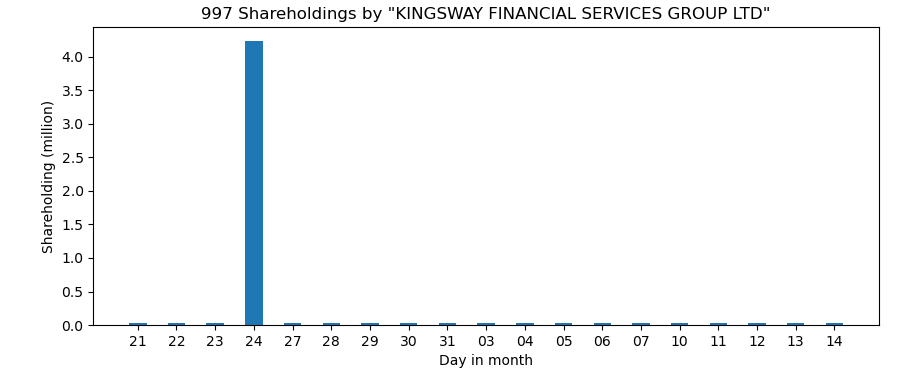 997 Shareholdings by "KINGSWAY FINANCIAL SERVICES GROUP LTD"
Shareholding (million)
4.0
3.5
3.0
2.5
2.0
1.5
1.0
0.5
0.0
21 22 23 24 27 28 29 30 31 03 04 05 06 07 10 11 12 13 14
Day in month